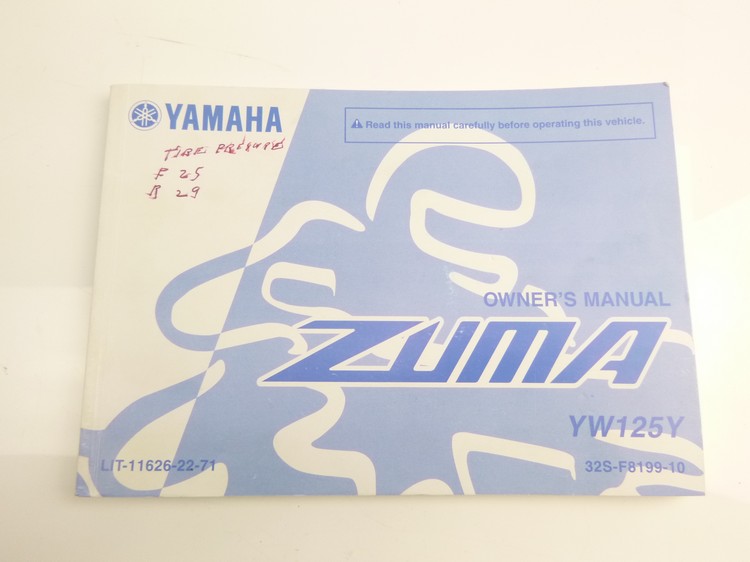 YAMAHA
TIRE PRESSURE
F 25
R 29
Read this manual carefully before operating this vehicle.
OWNER'S MANUAL
ZUMA
YW125Y
LIT-11626-22-71
32S-F8199-10